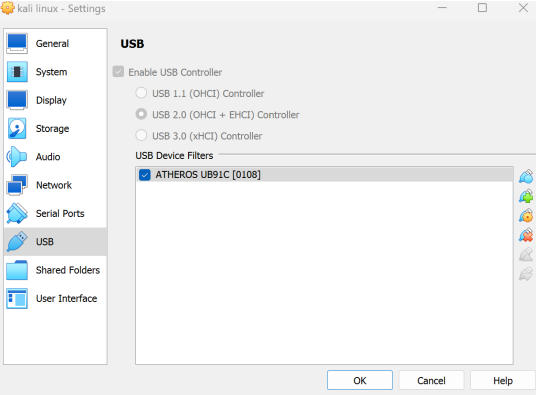 kali linux - Settings
General
System
Display
Storage
Audio
Network
Serial Ports
USB
Shared Folders
User Interface
USB
Enable USB Controller
USB 1.1 (OHCI) Controller
USB 2.0 (OHCI + EHCI) Controller
USB 3.0 (xHCI) Controller
USB Device Filters
ATHEROS UB91C [0108]
OK
Cancel
Help